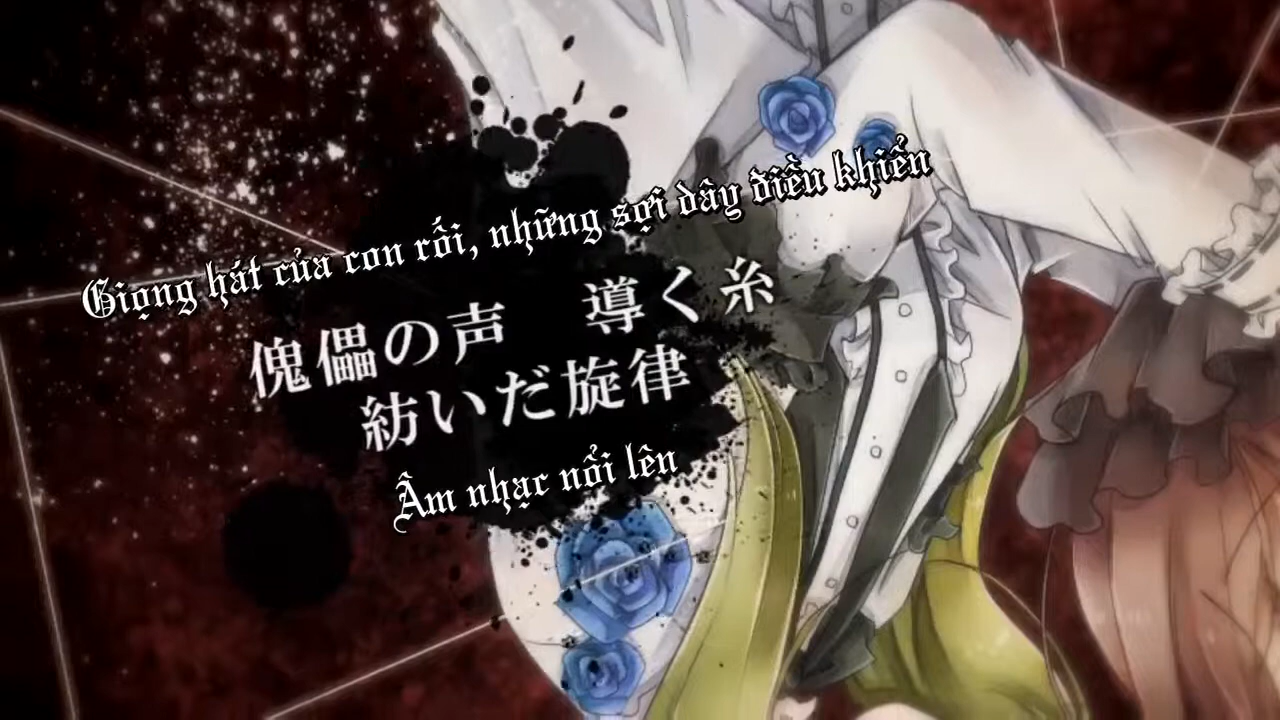 Giọng hát của con rối, những sợi dây điều khiển
傀儡の声　導く糸
紡いだ旋律
Âm nhạc nổi lên